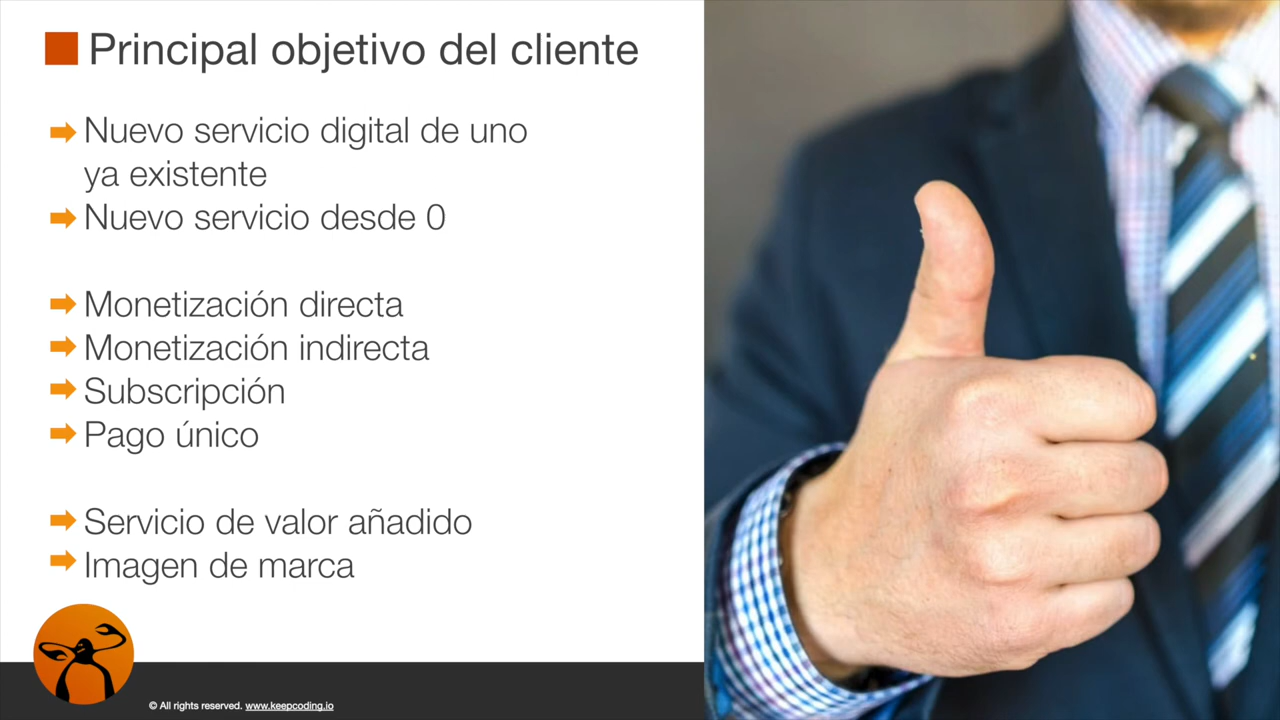 Principal objetivo del cliente
Nuevo servicio digital de uno
ya existente
Nuevo servicio desde 0
Monetización directa
Monetización indirecta
Subscripción
Pago único
Servicio de valor añadido
Imagen de marca
© All rights reserved. www.keepcoding.io